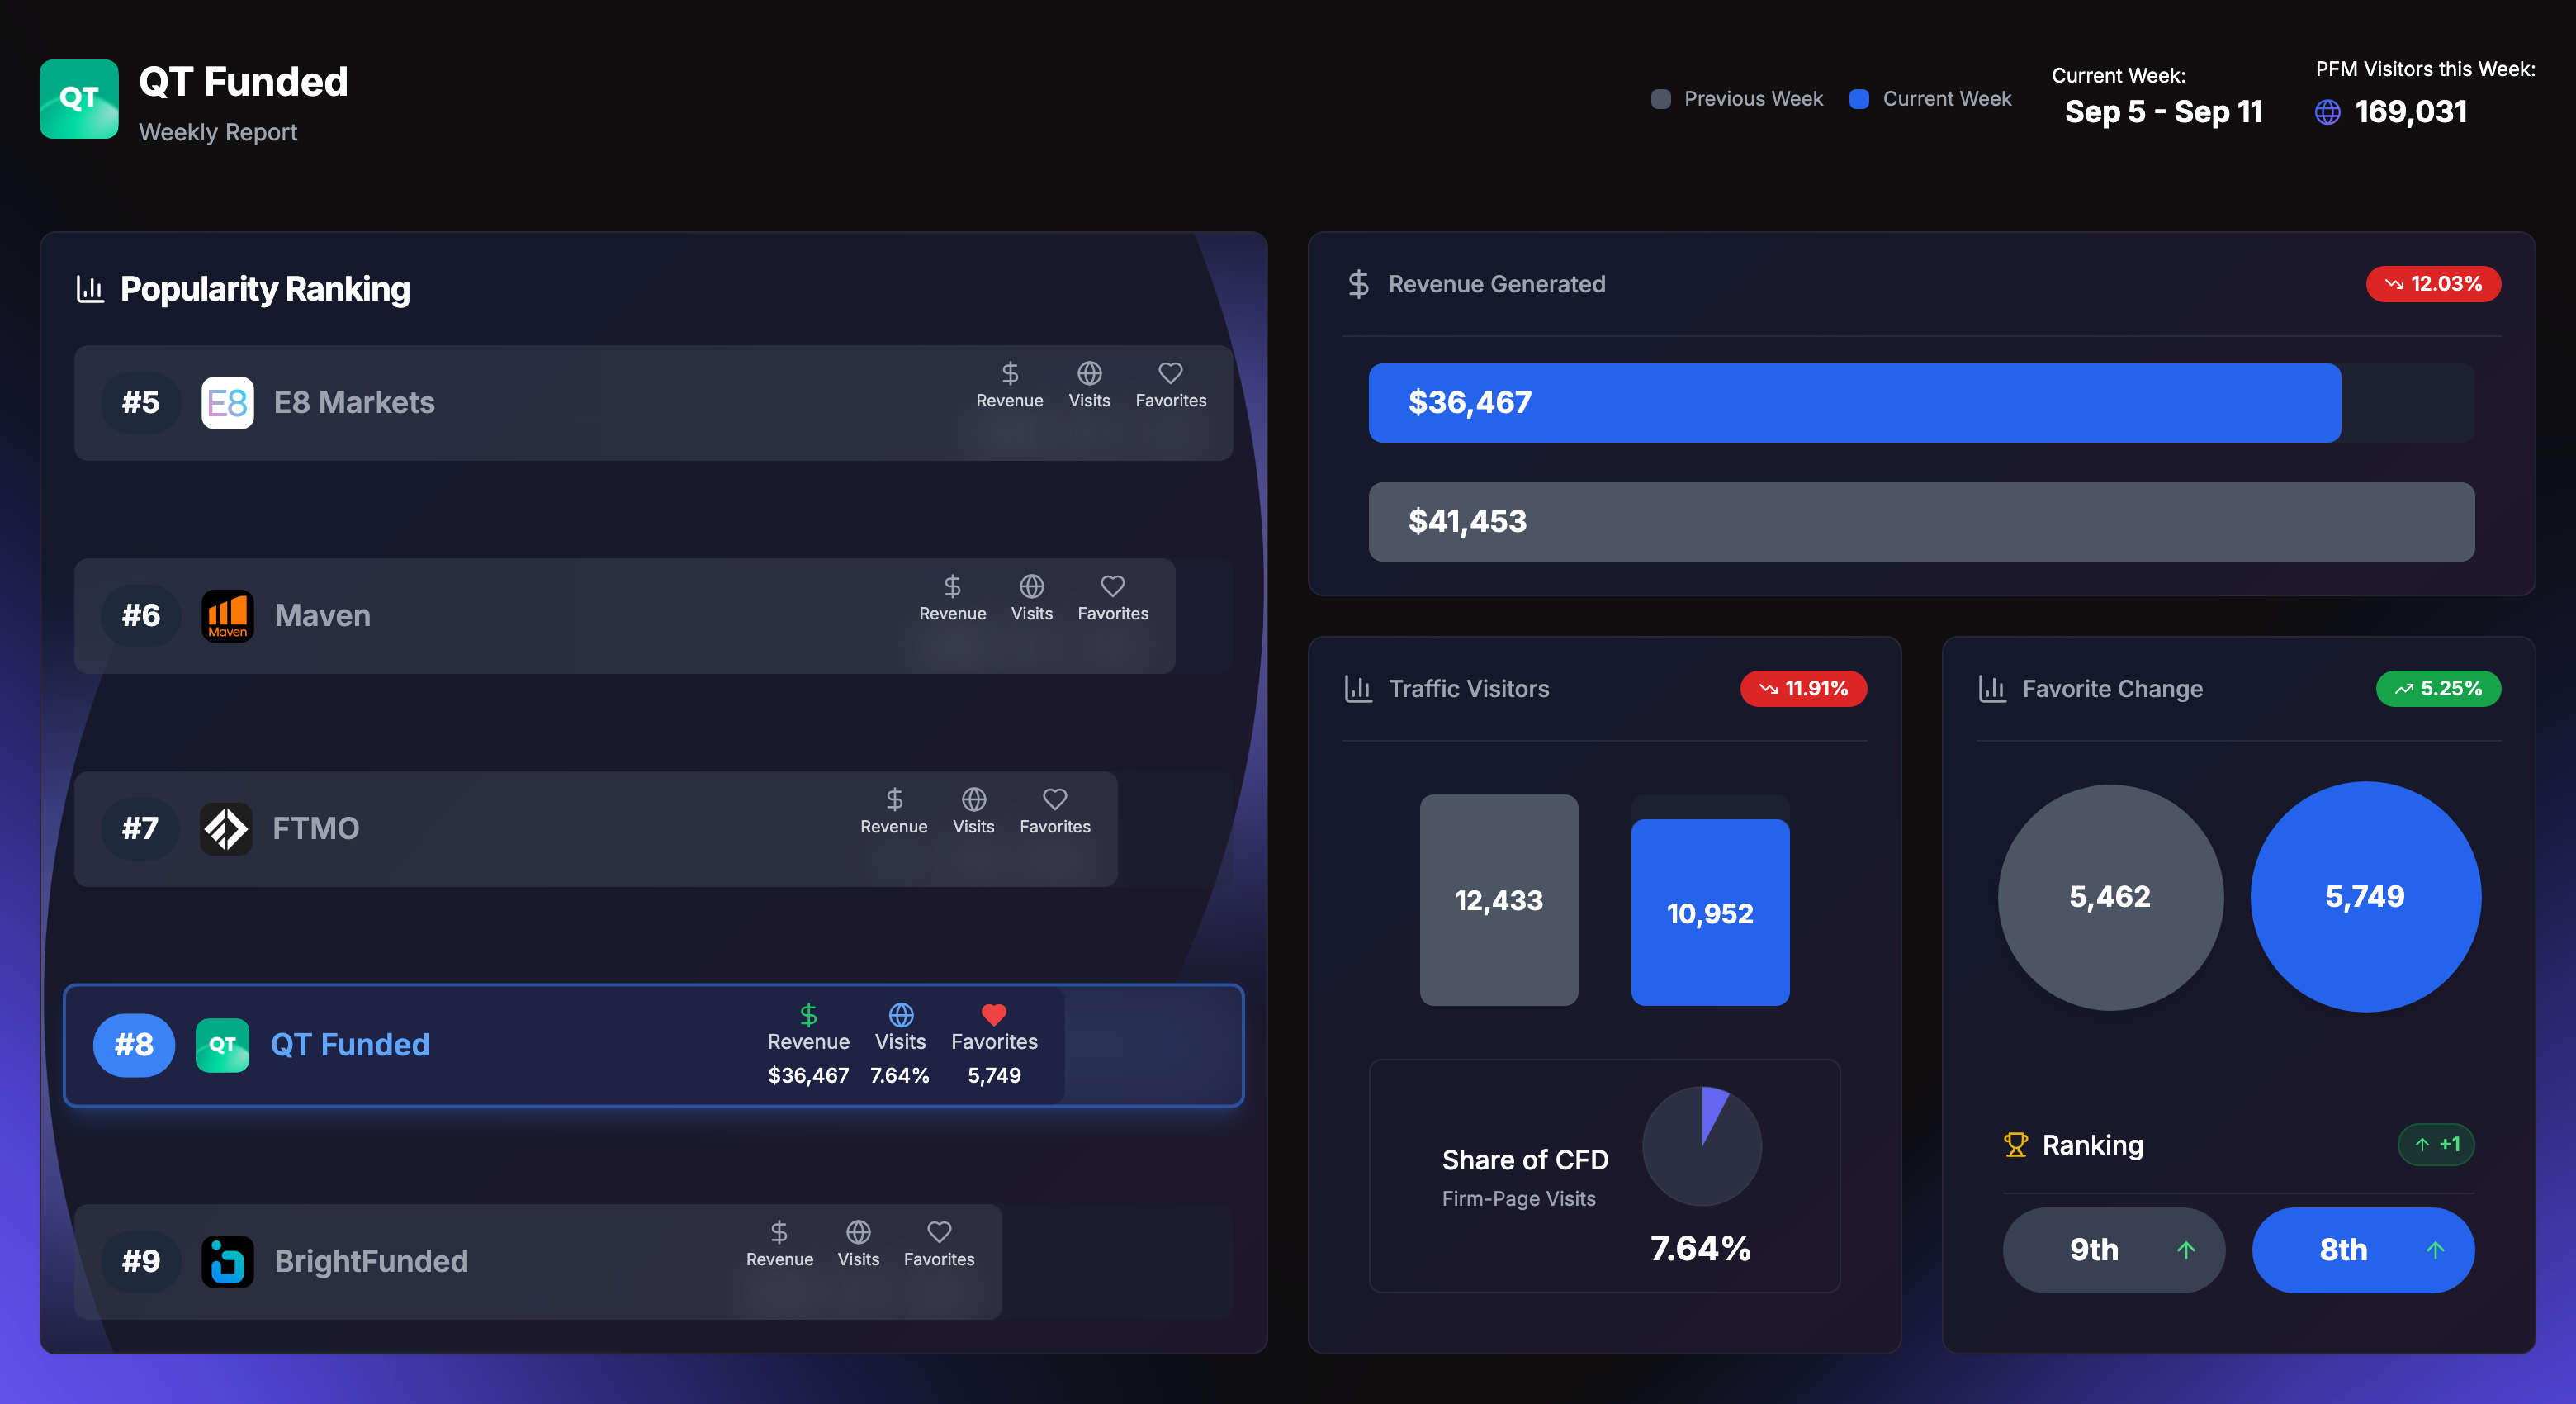 QT
QT Funded
Weekly Report
Previous Week
Current Week
Current Week:
Sep 5 - Sep 11
PFM Visitors this Week:
169,031
Popularity Ranking
#5
E8
E8 Markets
Revenue
Visits
Favorites
#6
Maven
Maven
Revenue
Visits
Favorites
#7
FTMO
Revenue
Visits
Favorites
#8
QT
QT Funded
Revenue
Visits
Favorites
$36,467
7.64%
5,749
#9
BrightFunded
Revenue
Visits
Favorites
Revenue Generated
12.03%
$36,467
$41,453
Traffic Visitors
11.91%
12,433
10,952
Share of CFD
Firm-Page Visits
7.64%
Favorite Change
5.25%
5,462
5,749
Ranking
+1
9th
8th